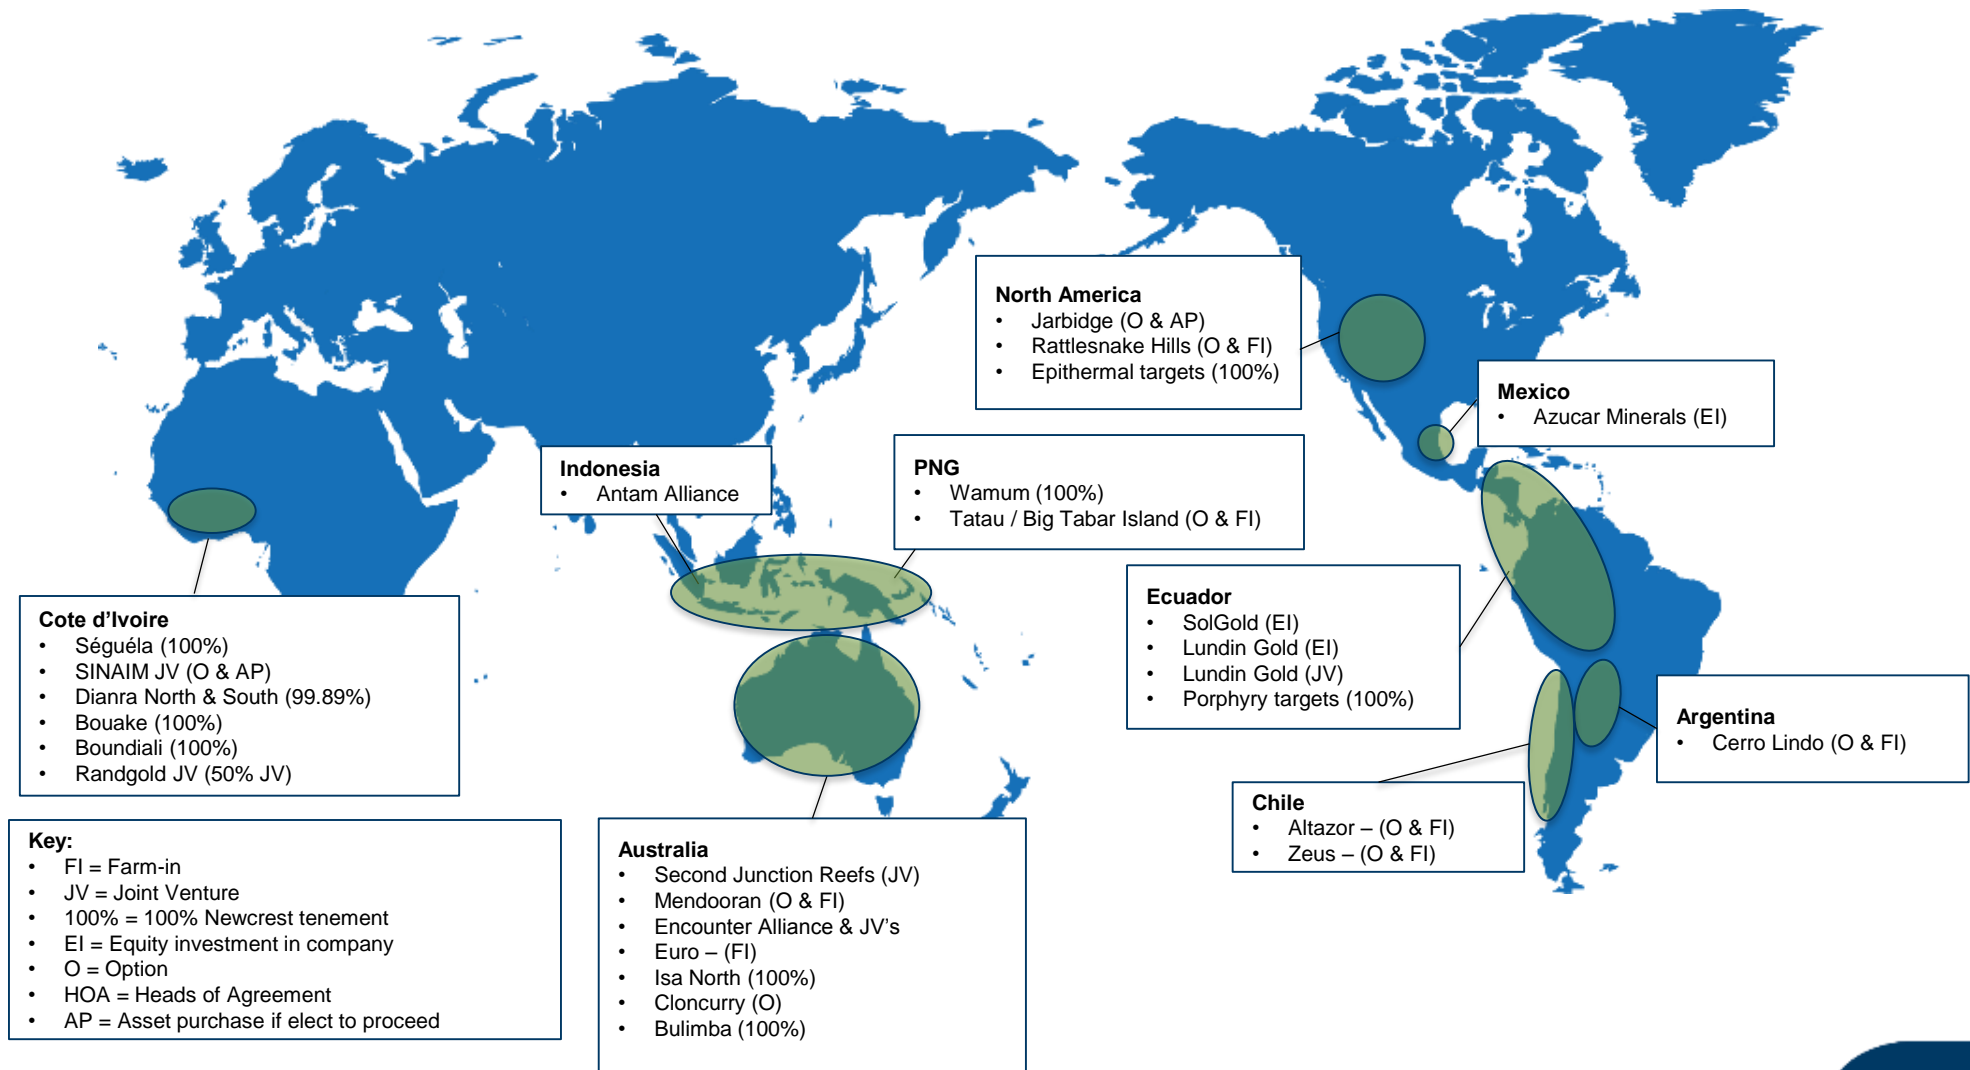 North America
• Jarbidge (O & AP)
• Rattlesnake Hills (O & FI)
• Epithermal targets (100%)
Mexico
• Azucar Minerals (EI)
Indonesia
• Antam Alliance
PNG
• Wamum (100%)
• Tatau / Big Tabar Island (O & FI)
Ecuador
• SolGold (EI)
• Lundin Gold (EI)
• Lundin Gold (JV)
• Porphyry targets (100%)
Cote d’Ivoire
• Séguéla (100%)
• SINAIM JV (O & AP)
• Dianra North & South (99.89%)
• Bouake (100%)
• Boundiali (100%)
• Randgold JV (50% JV)
Argentina
• Cerro Lindo (O & FI)
Chile
• Altazor – (O & FI)
• Zeus – (O & FI)
Key:
• FI = Farm-in
• JV = Joint Venture
• 100% = 100% Newcrest tenement
• EI = Equity investment in company
• O = Option
• HOA = Heads of Agreement
• AP = Asset purchase if elect to proceed
Australia
• Second Junction Reefs (JV)
• Mendooran (O & FI)
• Encounter Alliance & JV’s
• Euro – (FI)
• Isa North (100%)
• Cloncurry (O)
• Bulimba (100%)